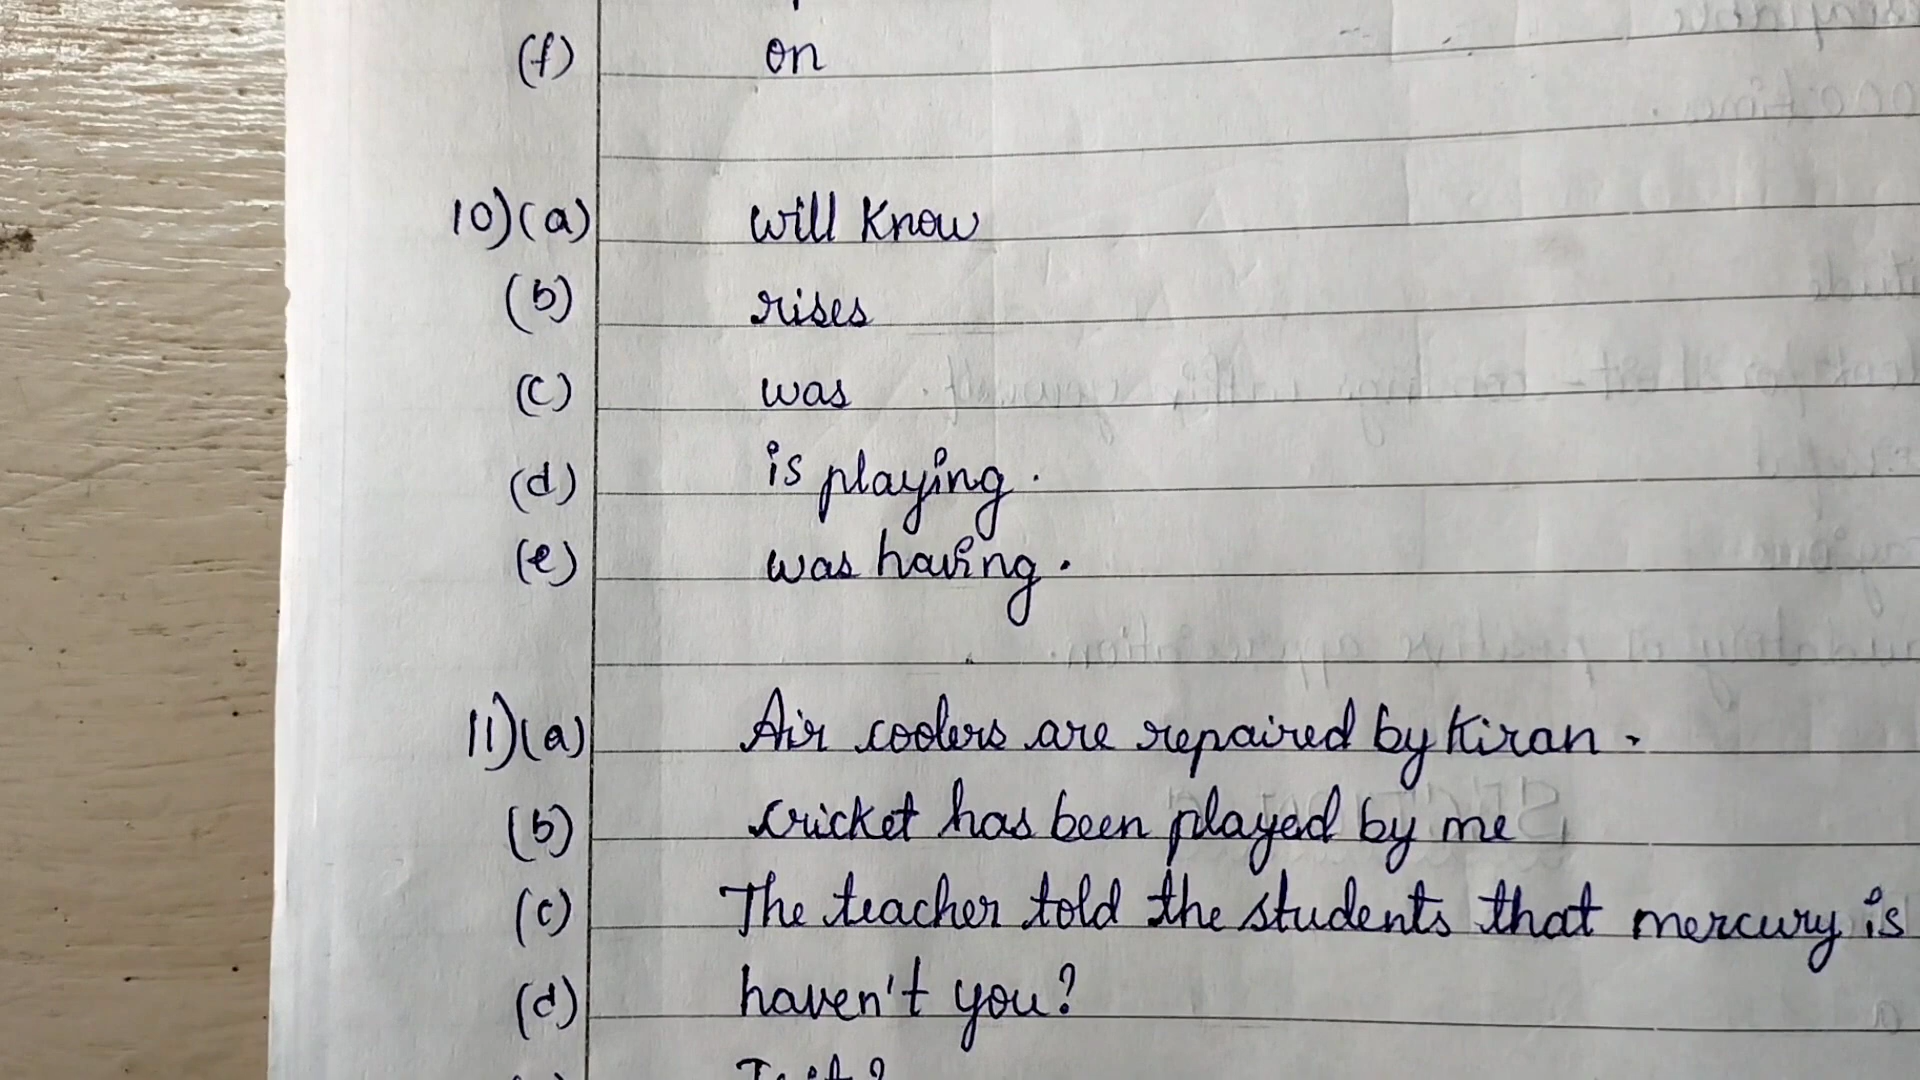 (f) on
10)(a) will know
(b) rises
(c) was
(d) is playing.
(e) was having.
11)(a) Air coolers are repaired by Kiran.
(b) cricket has been played by me
(c) The teacher told the students that mercury is
(d) haven't you?